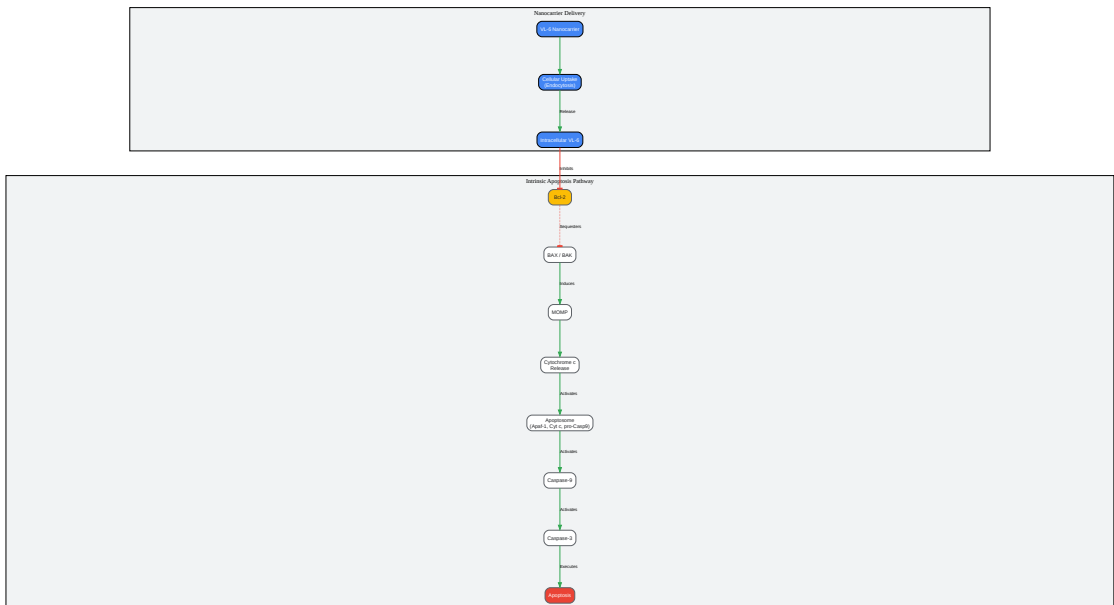 Nanocarrier Delivery
VL-6 Nanocarrier
Cellular Uptake
(Endocytosis)
Release
Intracellular VL-6
Inhibits
Intrinsic Apoptosis Pathway
Bcl-2
Sequesters
BAX / BAK
Induces
MOMP
Cytochrome c
Release
Activates
Apoptosome
(Apaf-1, Cyt c, pro-Casp9)
Activates
Caspase-9
Activates
Caspase-3
Executes
Apoptosis